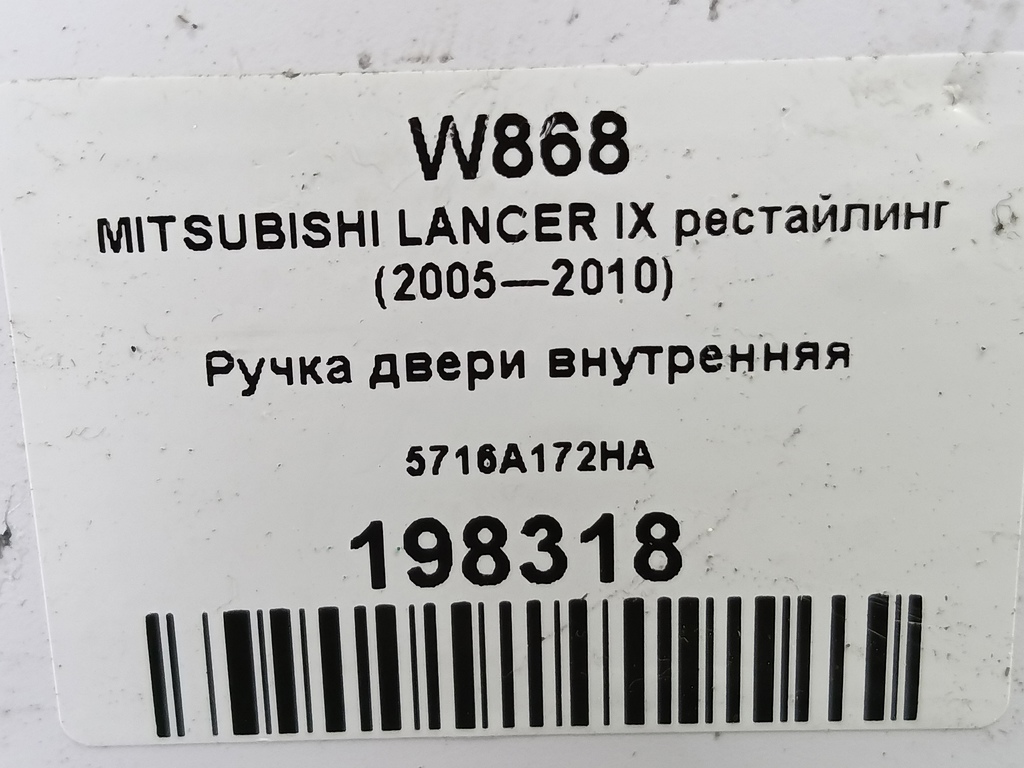 W868
MITSUBISHI LANCER IX рестайлинг
(2005—2010)
Ручка двери внутренняя
5716A172HA
198318